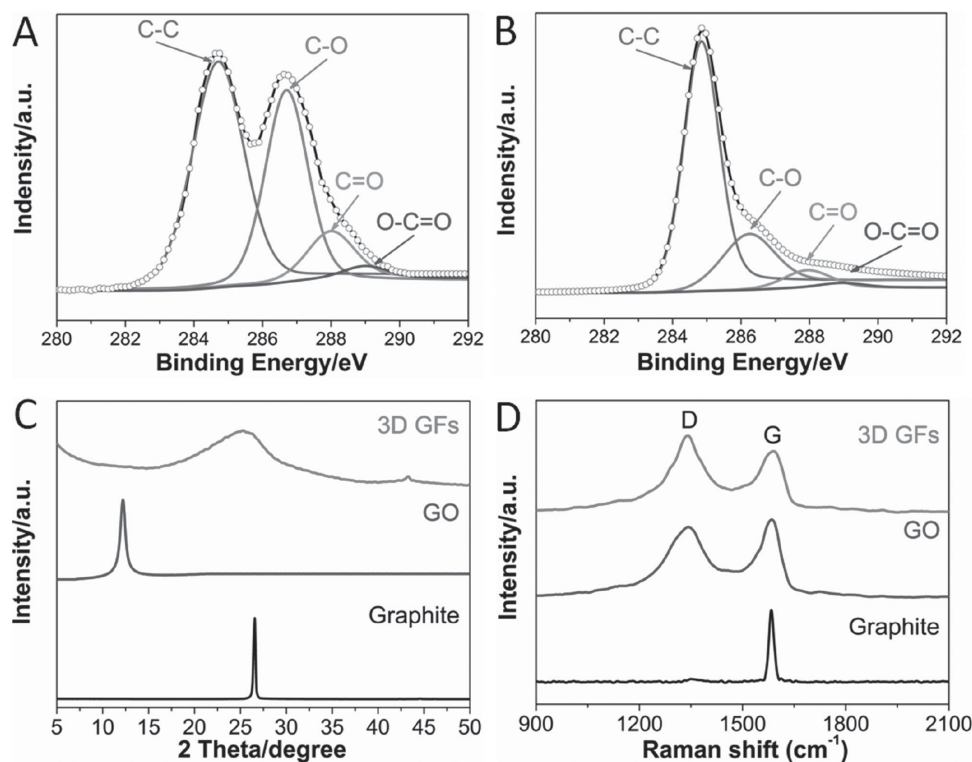 A
C-C
C-O
C=O
O-C=O
Indensity/a.u.
280 282 284 286 288 290 292
Binding Energy/eV
B
C-C
C-O
C=O
O-C=O
Indensity/a.u.
280 282 284 286 288 290 292
Binding Energy/eV
C
3D GFs
GO
Graphite
Intensity/a.u.
5 10 15 20 25 30 35 40 45 50
2 Theta/degree
D
D
G
3D GFs
GO
Graphite
Intensity/a.u.
900 1200 1500 1800 2100
Raman shift (cm⁻¹)